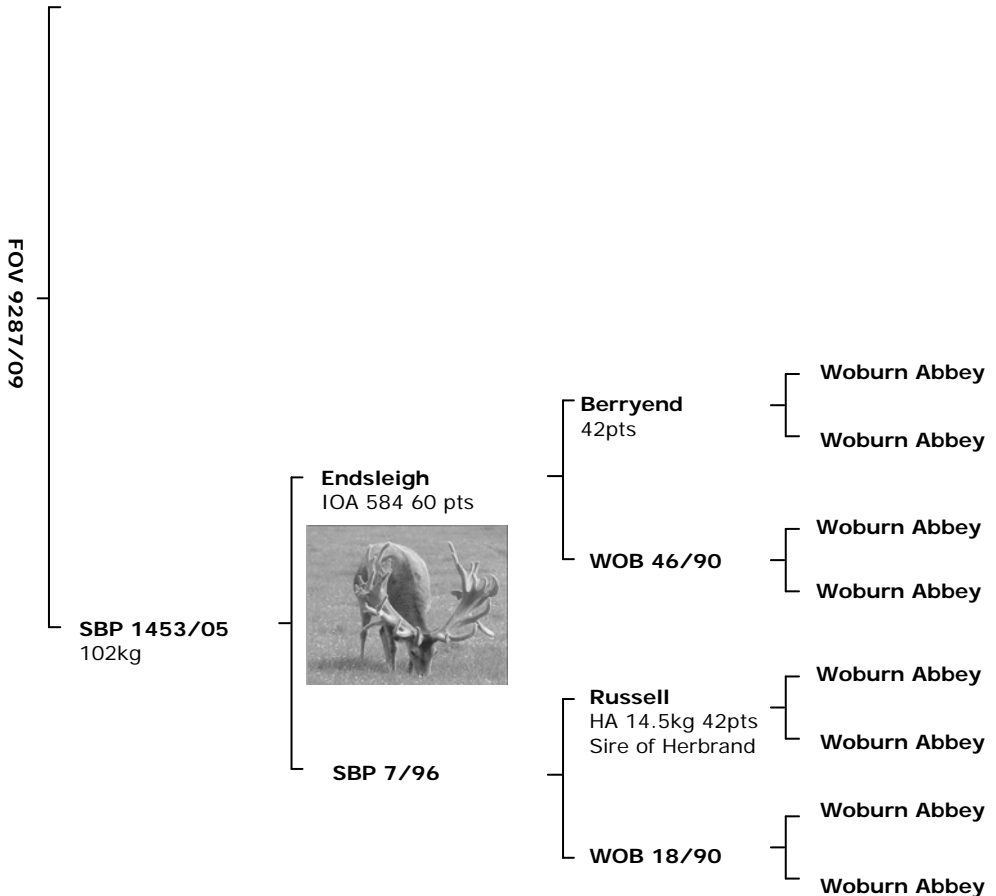 FOV 9287/09
SBP 1453/05
102kg
Endsleigh
IOA 584 60 pts
SBP 7/96
Berryend
42pts
WOB 46/90
Russell
HA 14.5kg 42pts
Sire of Herbrand
WOB 18/90
Woburn Abbey
Woburn Abbey
Woburn Abbey
Woburn Abbey
Woburn Abbey
Woburn Abbey
Woburn Abbey
Woburn Abbey